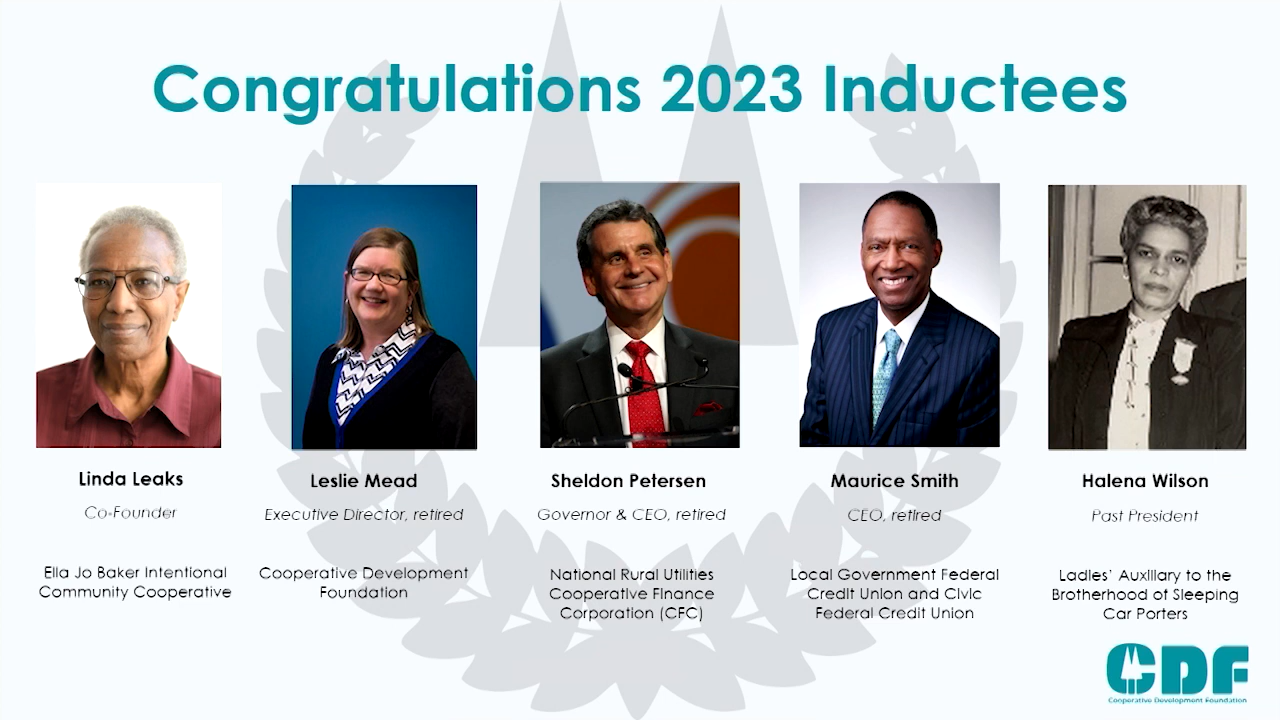 Congratulations 2023 Inductees
Linda Leaks
Co-Founder
Ella Jo Baker Intentional
Community Cooperative
Leslie Mead
Executive Director, retired
Cooperative Development
Foundation
Sheldon Petersen
Governor & CEO, retired
National Rural Utilities
Cooperative Finance
Corporation (CFC)
Maurice Smith
CEO, retired
Local Government Federal
Credit Union and Civic
Federal Credit Union
Halena Wilson
Past President
Ladies' Auxiliary to the
Brotherhood of Sleeping
Car Porters
CDF
Cooperative Development Foundation